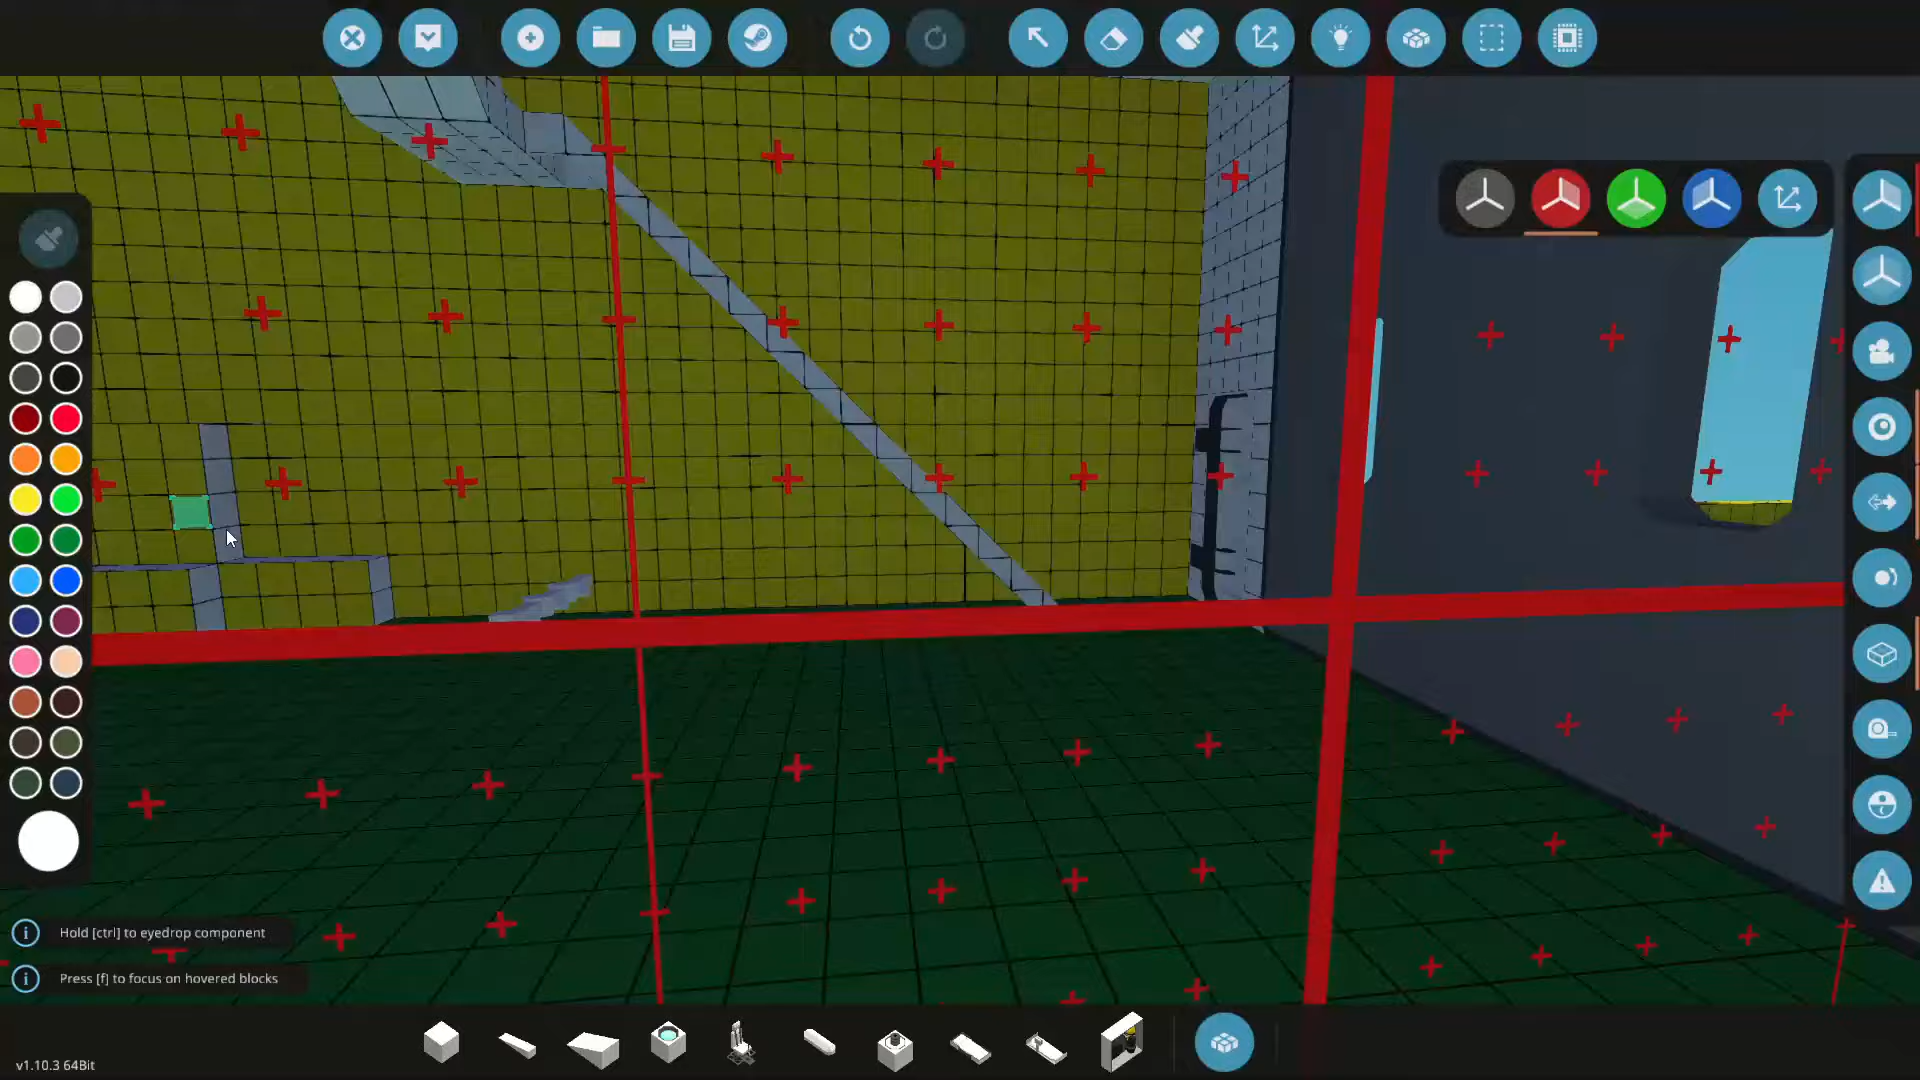 Hold [ctrl] to eyedrop component
Press [f] to focus on hovered blocks
v1.10.3 64Bit